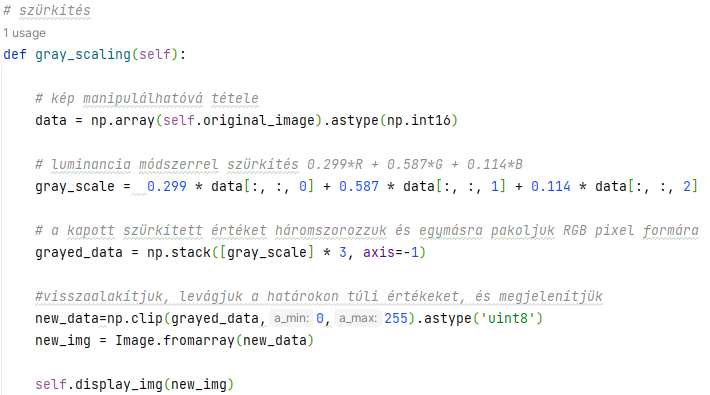 # szürkítés
1 usage
def gray_scaling(self):
# kép manipulálhatóvá tétele
data = np.array(self.original_image).astype(np.int16)
# luminancia módszerrel szürkítés 0.299*R + 0.587*G + 0.114*B
gray_scale =  0.299 * data[:, :, 0] + 0.587 * data[:, :, 1] + 0.114 * data[:, :, 2]
# a kapott szürkített értéket háromszorozzuk és egymásra pakoljuk RGB pixel formára
grayed_data = np.stack([gray_scale] * 3, axis=-1)
#visszaalakítjuk, levágjuk a határokon túli értékeket, és megjelenítjük
new_data=np.clip(grayed_data, a_min: 0, a_max: 255).astype('uint8')
new_img = Image.fromarray(new_data)
self.display_img(new_img)